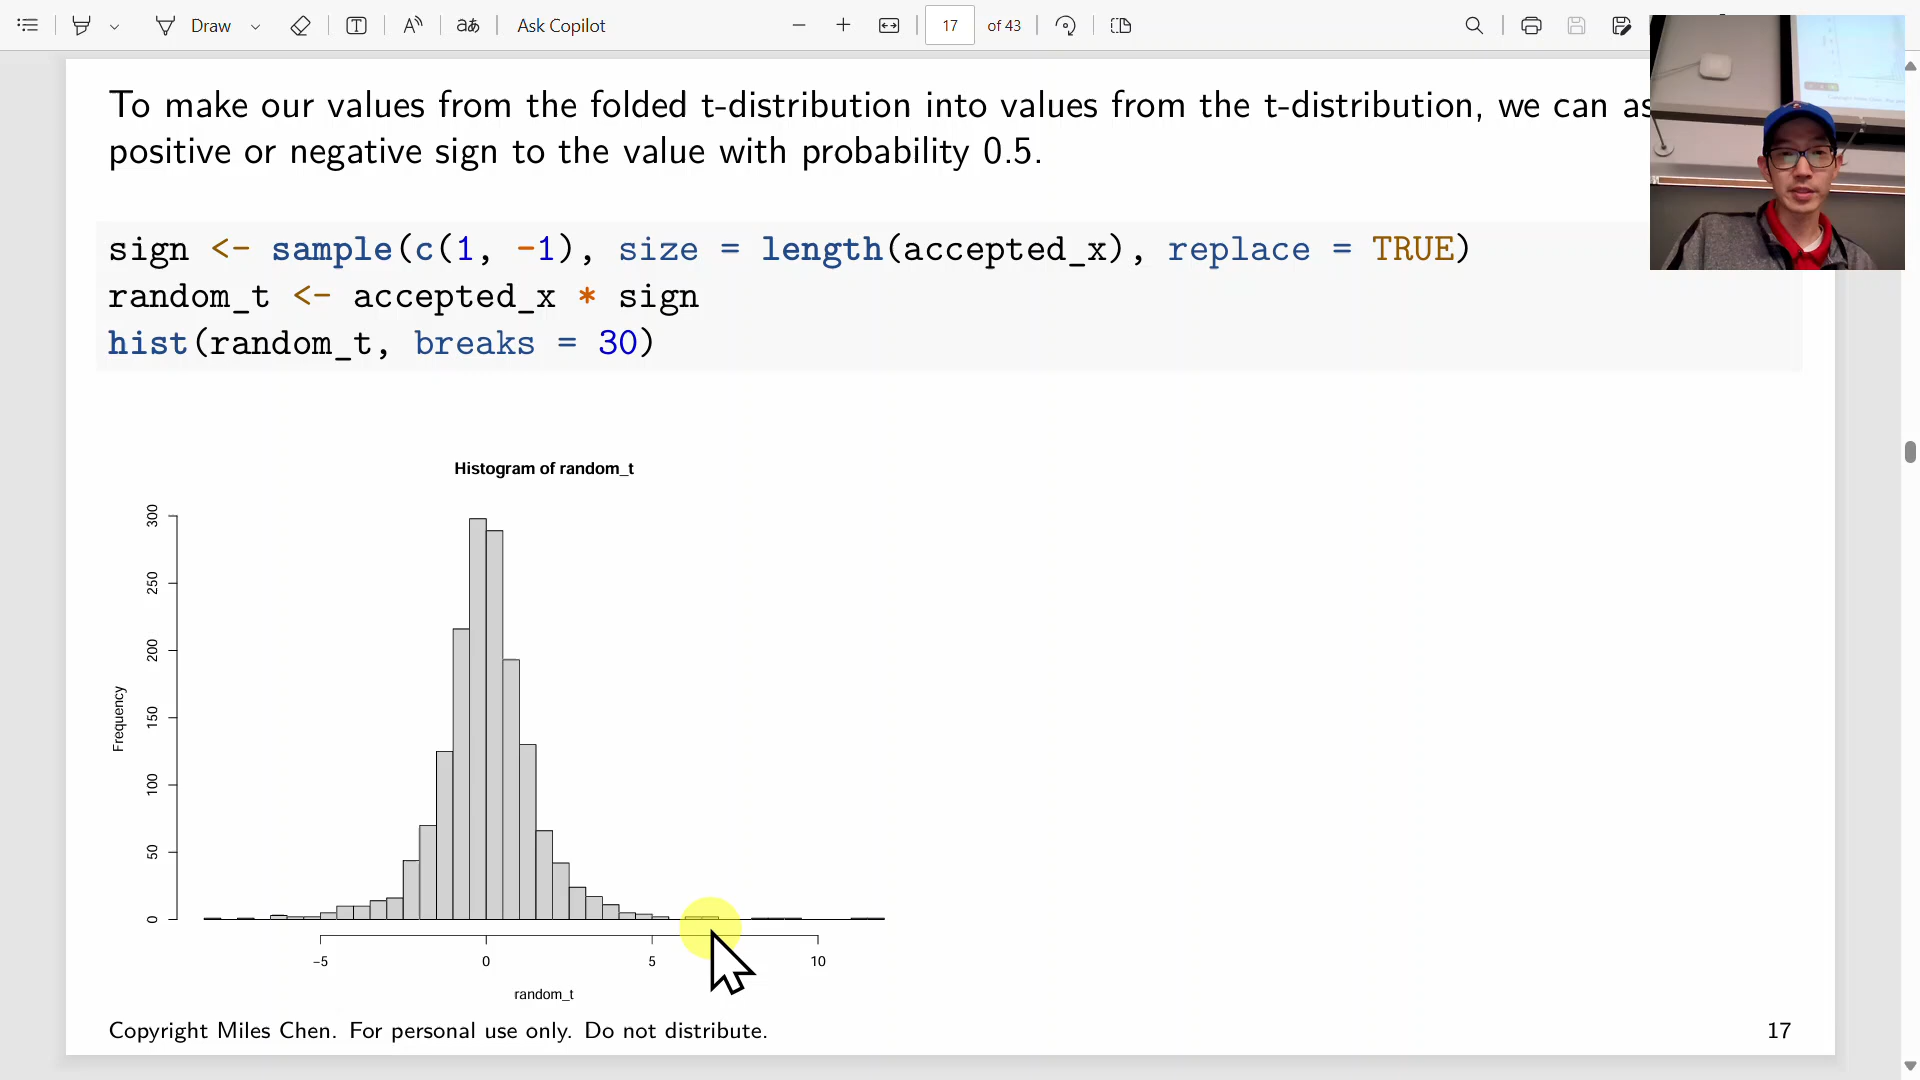 Draw
Ask Copilot
17 of 43
To make our values from the folded t-distribution into values from the t-distribution, we can
positive or negative sign to the value with probability 0.5.
sign <- sample(c(1, -1), size = length(accepted_x), replace = TRUE)
random_t <- accepted_x * sign
hist(random_t, breaks = 30)
Histogram of random_t
Frequency
300
250
200
150
100
50
0
−5 0 5 10
random_t
Copyright Miles Chen. For personal use only. Do not distribute.
17